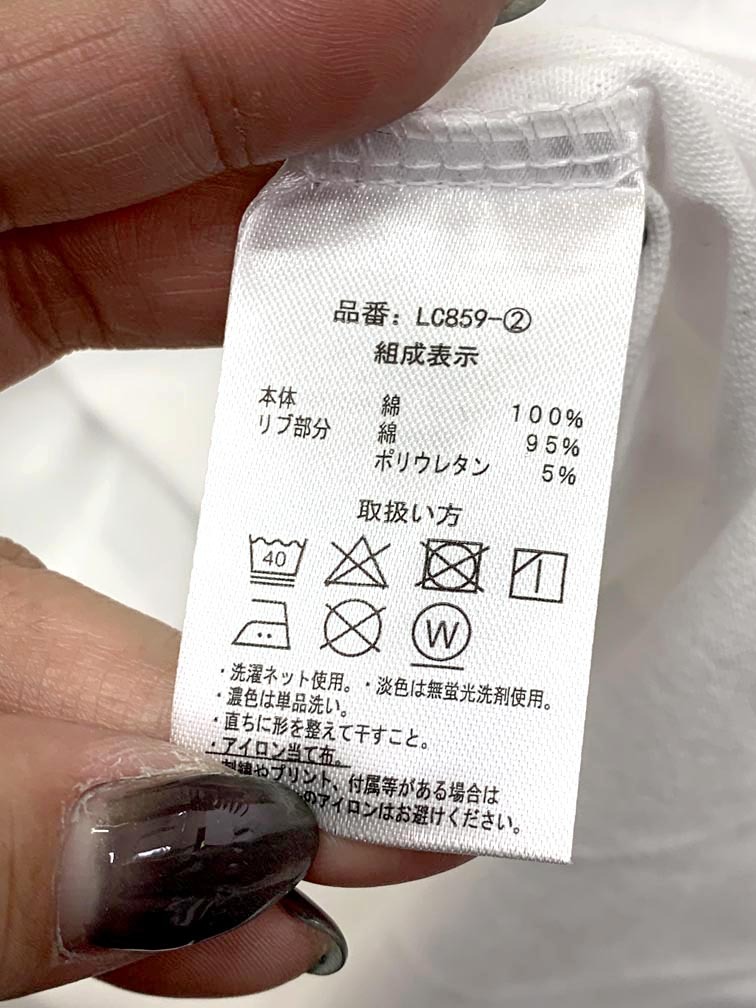 品番: LC859-②
組成表示
本体 綿 100%
リブ部分 綿 95%
ポリウレタン 5%
取扱い方
40
W
・洗濯ネット使用。・淡色は無蛍光洗剤使用。
・濃色は単品洗い。
・直ちに形を整えて干すこと。
・アイロン当て布。
プリント、付属等がある場合は
のアイロンはお避けください。